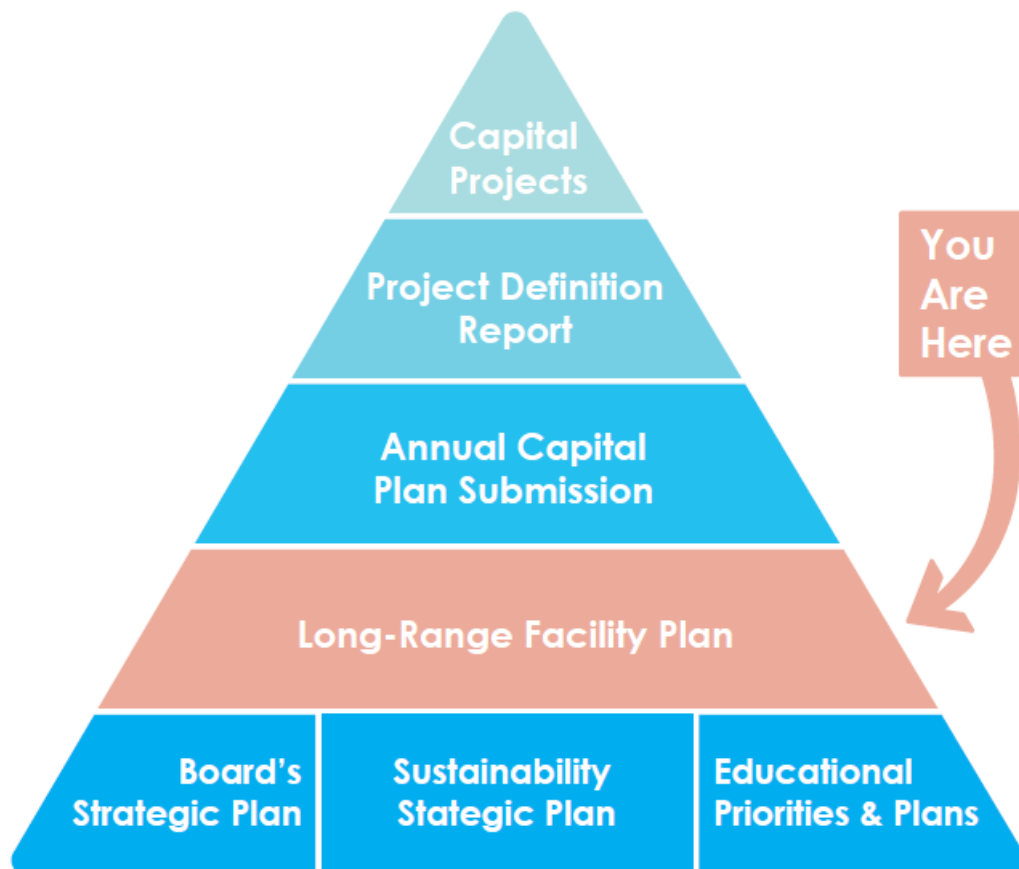 Capital
Projects
You
Are
Here
Project Definition
Report
Annual Capital
Plan Submission
Long-Range Facility Plan
Board's
Strategic Plan
Sustainability
Stategic Plan
Educational
Priorities & Plans